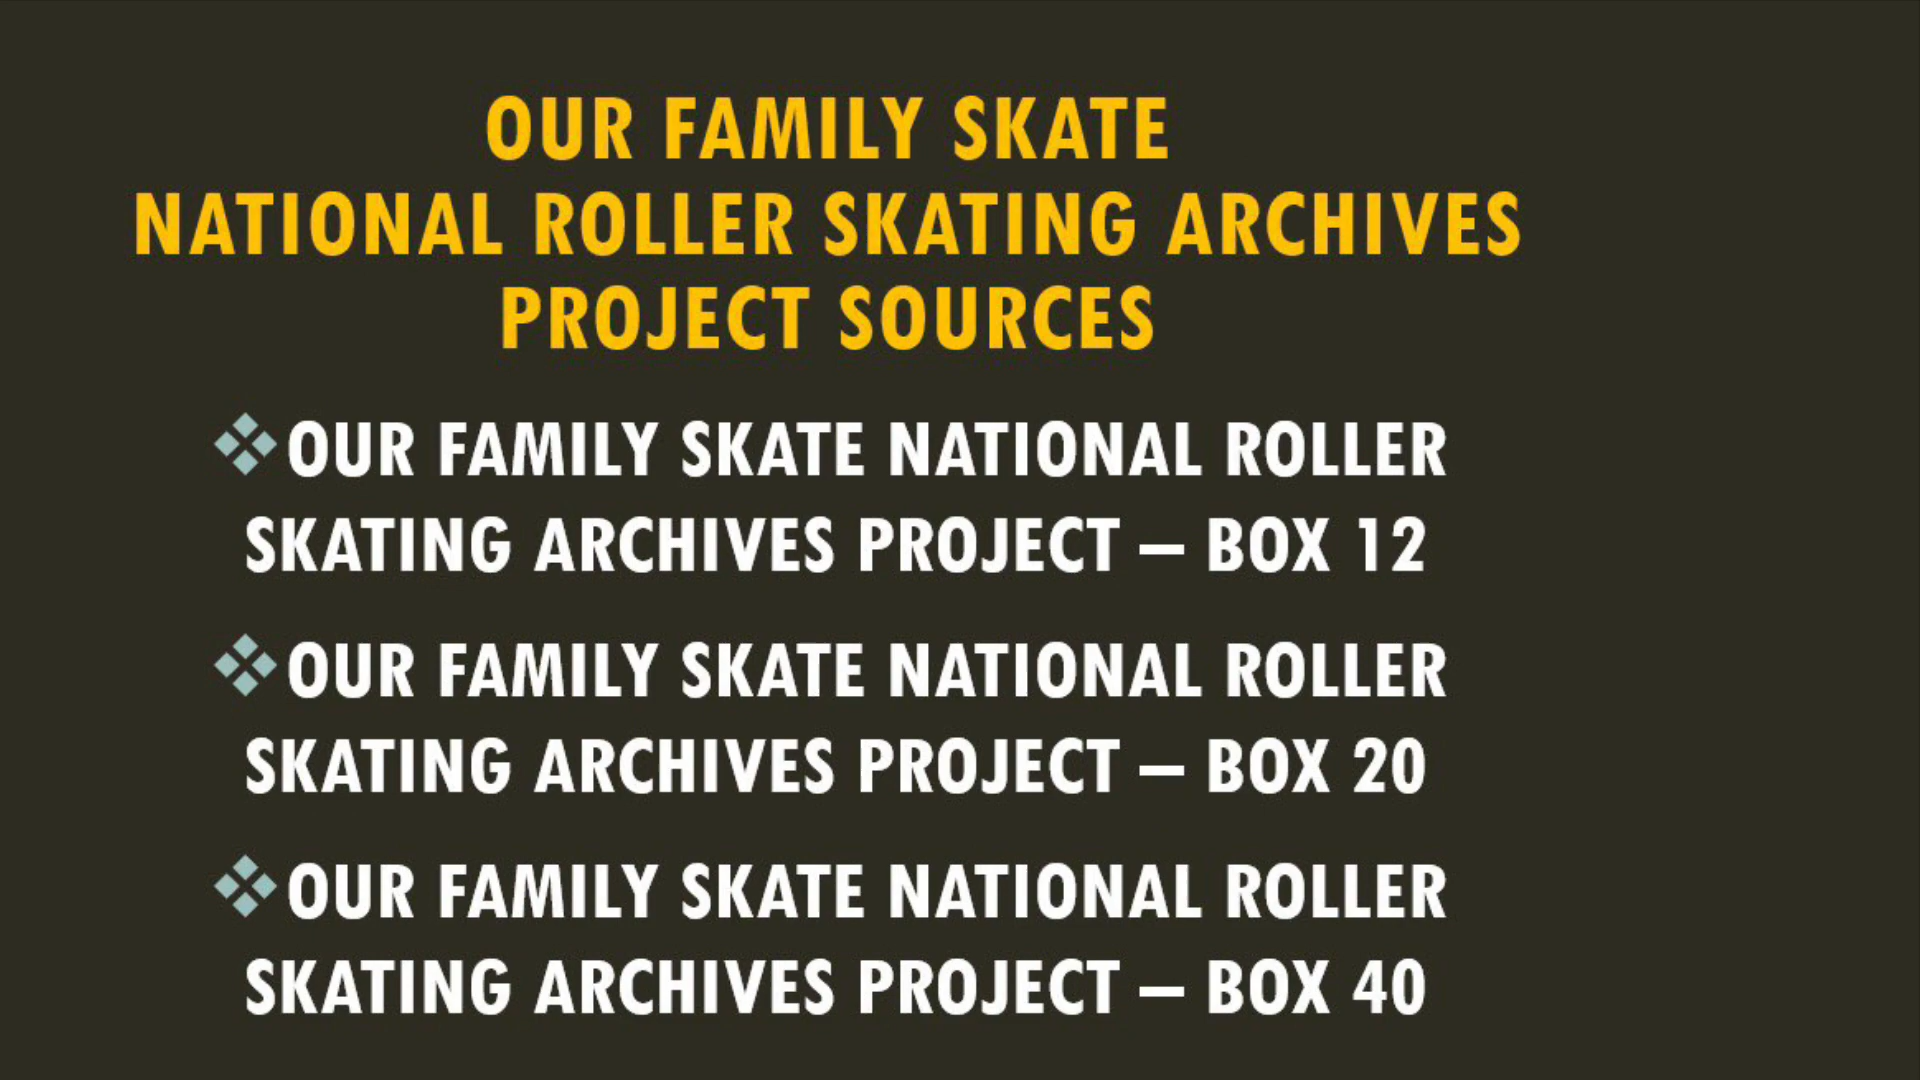 OUR FAMILY SKATE
NATIONAL ROLLER SKATING ARCHIVES
PROJECT SOURCES
OUR FAMILY SKATE NATIONAL ROLLER
SKATING ARCHIVES PROJECT – BOX 12
OUR FAMILY SKATE NATIONAL ROLLER
SKATING ARCHIVES PROJECT – BOX 20
OUR FAMILY SKATE NATIONAL ROLLER
SKATING ARCHIVES PROJECT – BOX 40